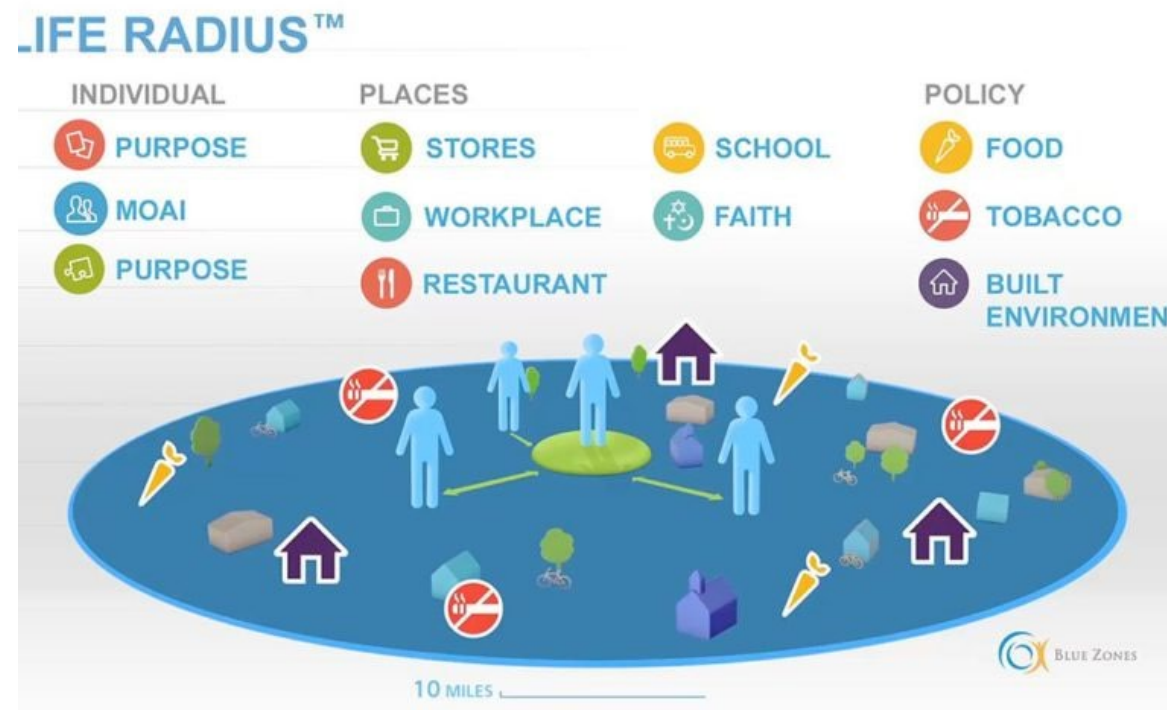 LIFE RADIUS™
INDIVIDUAL
PURPOSE
MOAI
PURPOSE
PLACES
STORES
WORKPLACE
RESTAURANT
SCHOOL
FAITH
POLICY
FOOD
TOBACCO
BUILT
ENVIRONMEN
10 MILES
BLUE ZONES